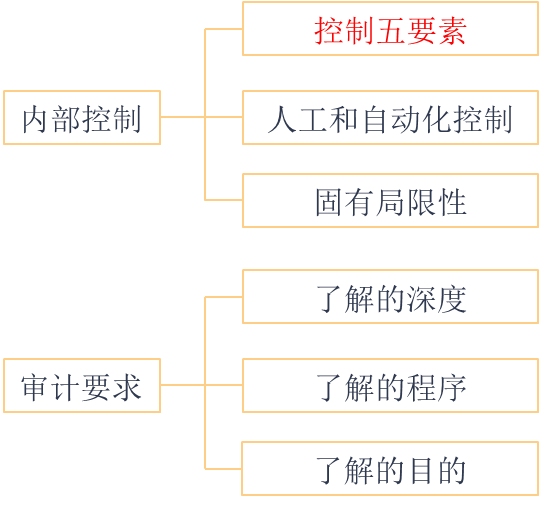 控制五要素
内部控制
人工和自动化控制
固有局限性
了解的深度
审计要求
了解的程序
了解的目的